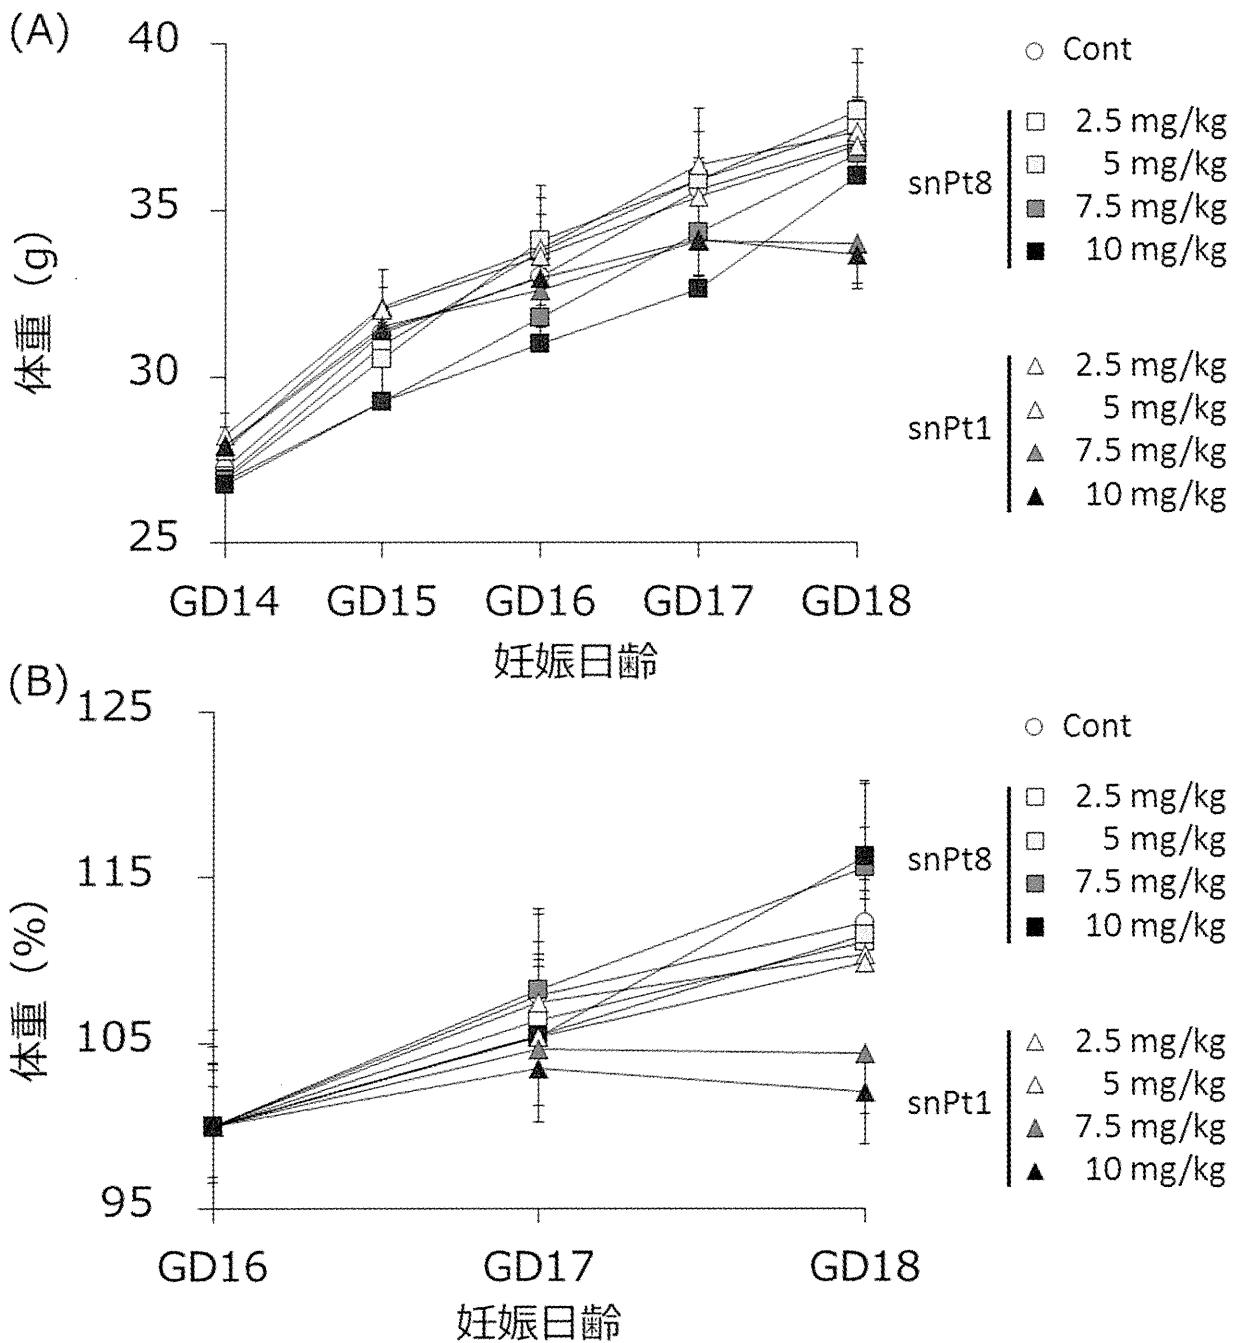 (A)
40
35
30
25
体重 (g)
GD14 GD15 GD16 GD17 GD18
妊娠日齢
Cont
snPt8
2.5 mg/kg
5 mg/kg
7.5 mg/kg
10 mg/kg
snPt1
2.5 mg/kg
5 mg/kg
7.5 mg/kg
10 mg/kg
(B)
125
115
105
95
体重 (%)
GD16 GD17 GD18
妊娠日齢
Cont
snPt8
2.5 mg/kg
5 mg/kg
7.5 mg/kg
10 mg/kg
snPt1
2.5 mg/kg
5 mg/kg
7.5 mg/kg
10 mg/kg